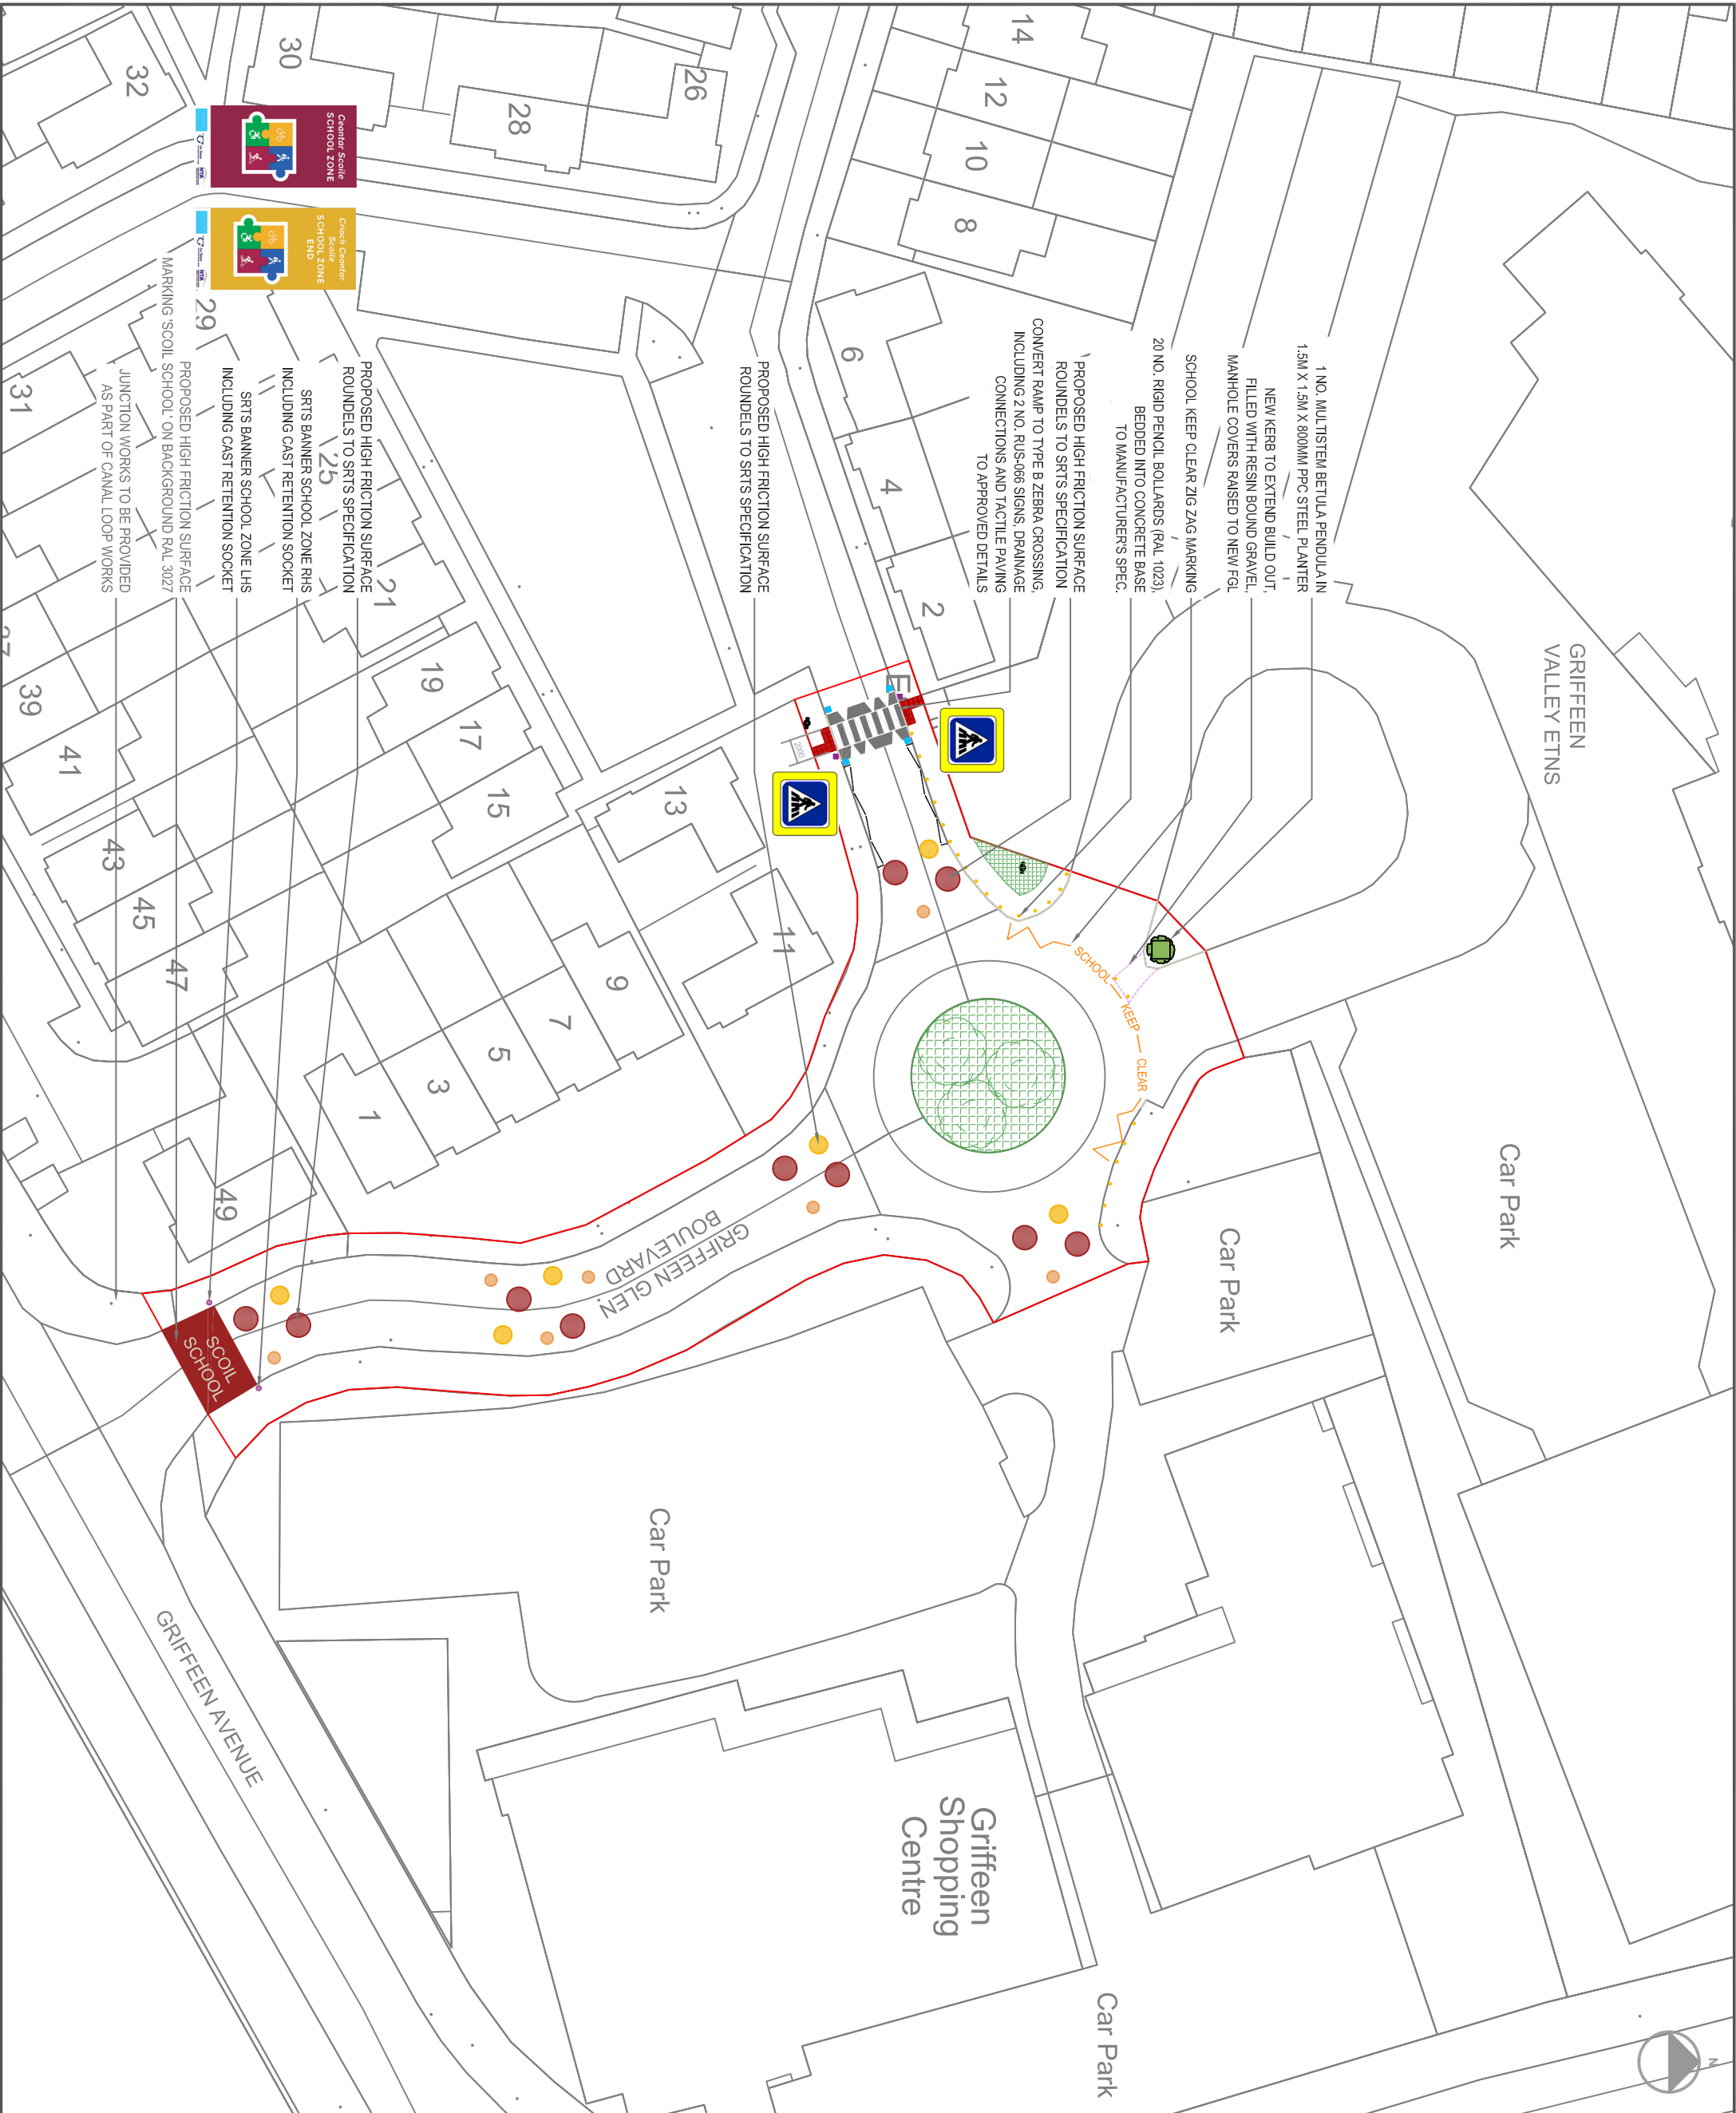 1 NO. MULTISTEM BETULA PENDULA IN
1.5M X 1.5M X 800MM PPC STEEL PLANTER
NEW KERB TO EXTEND BUILD OUT,
FILLED WITH RESIN BOUND GRAVEL,
MANHOLE COVERS RAISED TO NEW FGL
SCHOOL KEEP CLEAR ZIG ZAG MARKING
20 NO. RIGID PENCIL BOLLARDS (RAL 1023),
BEDDED INTO CONCRETE BASE
TO MANUFACTURER'S SPEC.
PROPOSED HIGH FRICTION SURFACE
ROUNDELS TO SRTS SPECIFICATION
CONVERT RAMP TO TYPE B ZEBRA CROSSING,
INCLUDING 2 NO. RUS-066 SIGNS, DRAINAGE
CONNECTIONS AND TACTILE PAVING
TO APPROVED DETAILS
PROPOSED HIGH FRICTION SURFACE
ROUNDELS TO SRTS SPECIFICATION
PROPOSED HIGH FRICTION SURFACE
ROUNDELS TO SRTS SPECIFICATION
SRTS BANNER SCHOOL ZONE RHS
INCLUDING CAST RETENTION SOCKET
SRTS BANNER SCHOOL ZONE LHS
INCLUDING CAST RETENTION SOCKET
PROPOSED HIGH FRICTION SURFACE
MARKING 'SCOIL SCHOOL' ON BACKGROUND RAL 3027
JUNCTION WORKS TO BE PROVIDED
AS PART OF CANAL LOOP WORKS
Ceantar Scoile
SCHOOL ZONE
Críoch Ceantar
Scoile
SCHOOL ZONE
END
NTA
NTA
GRIFFEEN
VALLEY ETNS
Car Park
Car Park
Car Park
Car Park
Griffeen
Shopping
Centre
GRIFFEEN GLEN
BOULEVARD
GRIFFEEN AVENUE
SCHOOL
KEEP
CLEAR
SCOIL
SCHOOL
2000
E
N
14
12
10
8
6
4
2
26
28
30
32
29
31
25
21
19
17
15
13
11
9
7
5
3
1
37
39
41
43
45
47
49